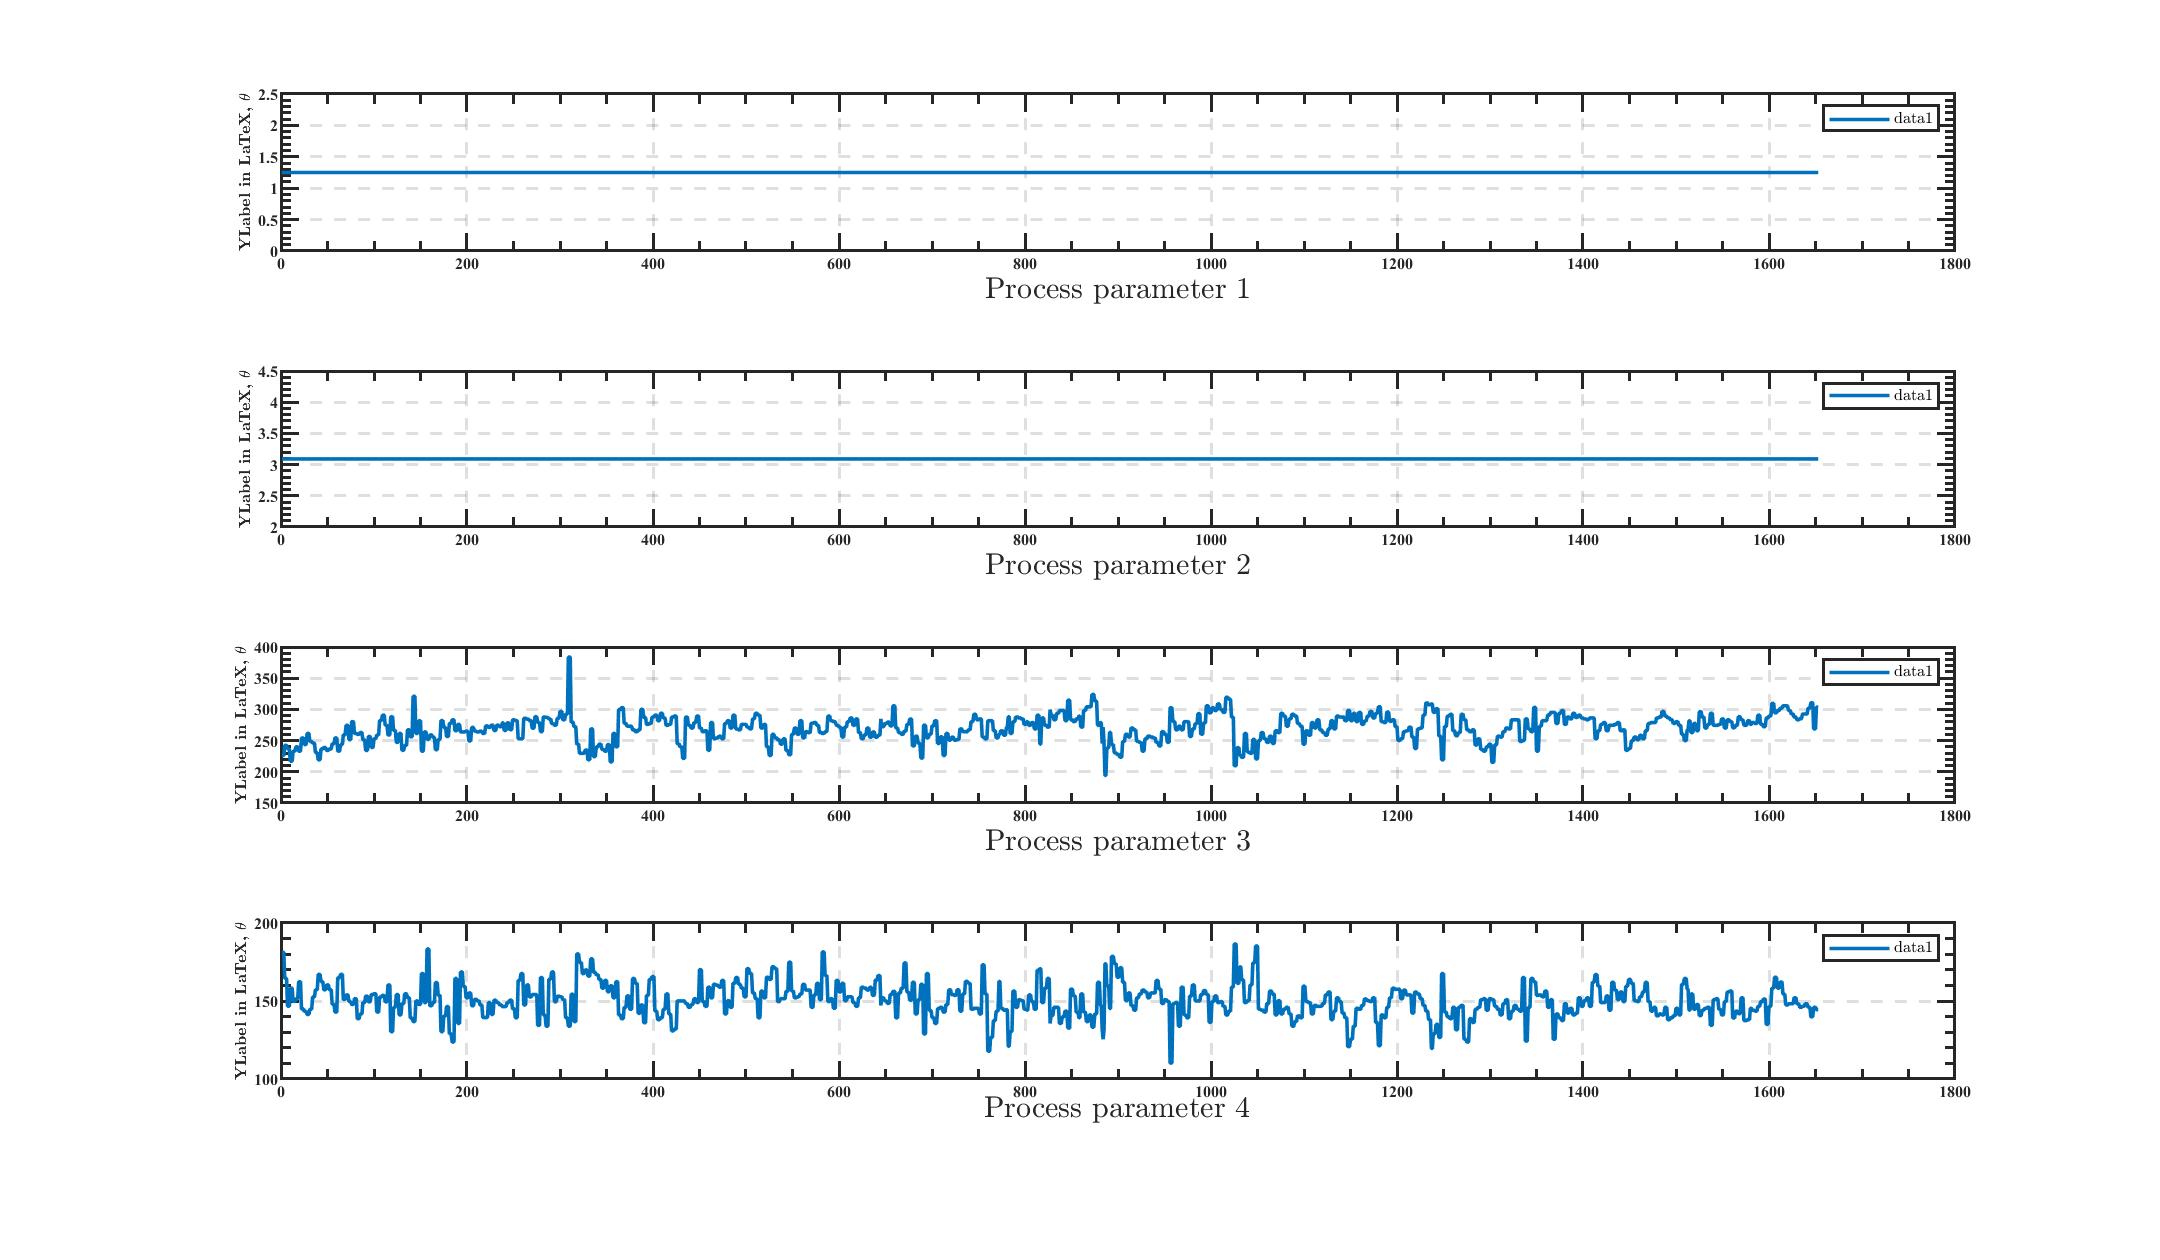 YLabel in LaTeX, θ
2.5
2
1.5
1
0.5
0
data1
0 200 400 600 800 1000 1200 1400 1600 1800
Process parameter 1
YLabel in LaTeX, θ
4.5
4
3.5
3
2.5
2
data1
0 200 400 600 800 1000 1200 1400 1600 1800
Process parameter 2
YLabel in LaTeX, θ
400
350
300
250
200
150
data1
0 200 400 600 800 1000 1200 1400 1600 1800
Process parameter 3
YLabel in LaTeX, θ
200
150
100
data1
0 200 400 600 800 1000 1200 1400 1600 1800
Process parameter 4